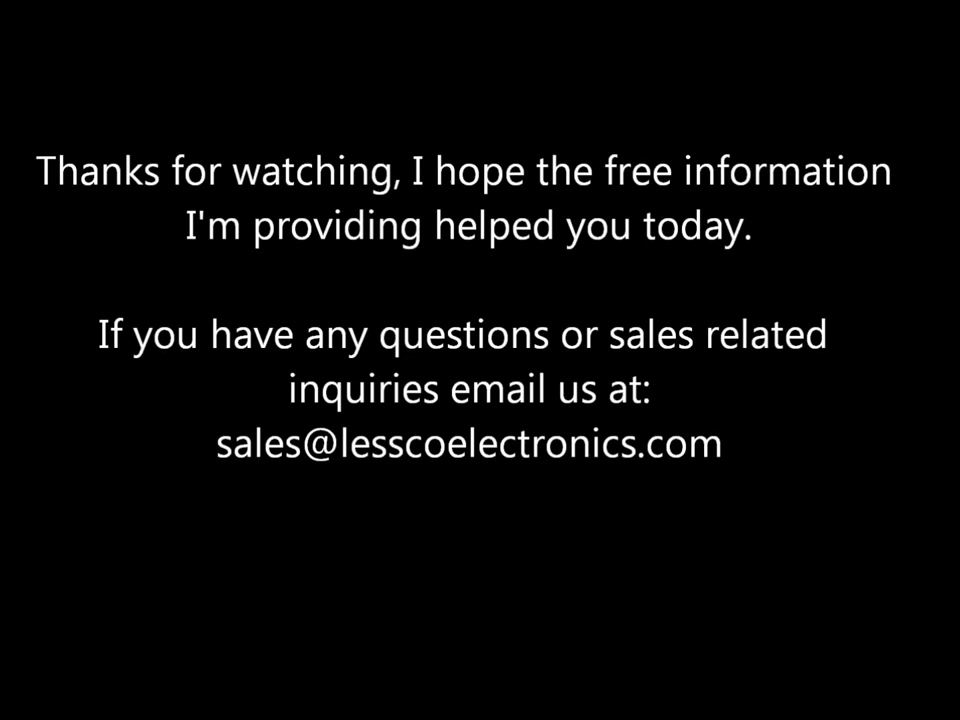 Thanks for watching, I hope the free information
I'm providing helped you today.
If you have any questions or sales related
inquiries email us at:
sales@lesscoelectronics.com